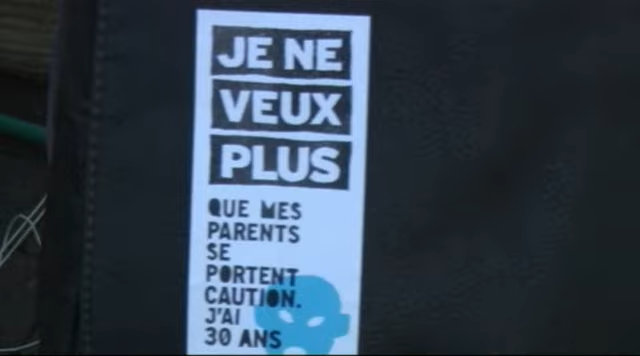 JE NE
VEUX
PLUS
QUE MES
PARENTS
SE
PORTENT
CAUTION.
J'AI
30 ANS